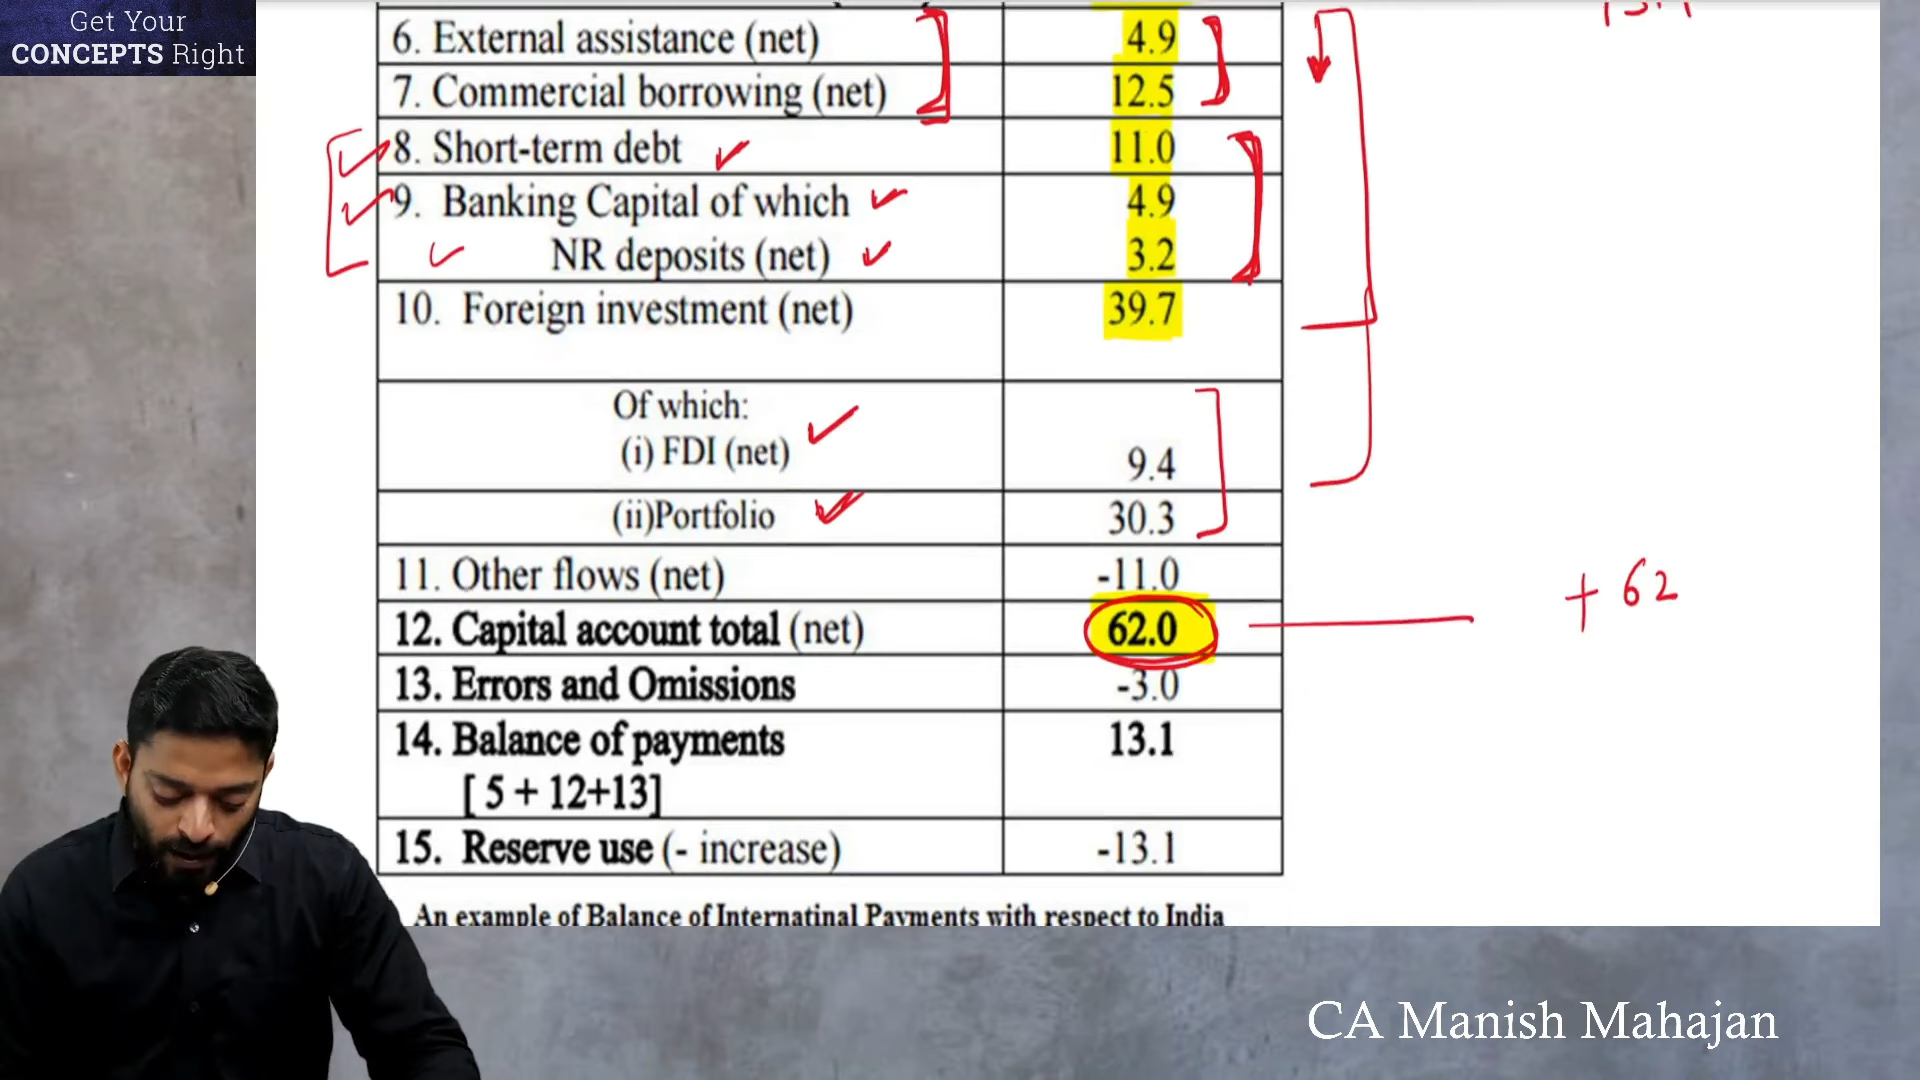 Get Your
CONCEPTS Right
6. External assistance (net) 4.9
7. Commercial borrowing (net) 12.5
8. Short-term debt 11.0
9. Banking Capital of which 4.9
NR deposits (net) 3.2
10. Foreign investment (net) 39.7
Of which:
(i) FDI (net) 9.4
(ii)Portfolio 30.3
11. Other flows (net) -11.0
12. Capital account total (net) 62.0 + 62
13. Errors and Omissions -3.0
14. Balance of payments 13.1
[ 5 + 12+13]
15. Reserve use (- increase) -13.1
An example of Balance of Internatinal Payments with respect to India
CA Manish Mahajan